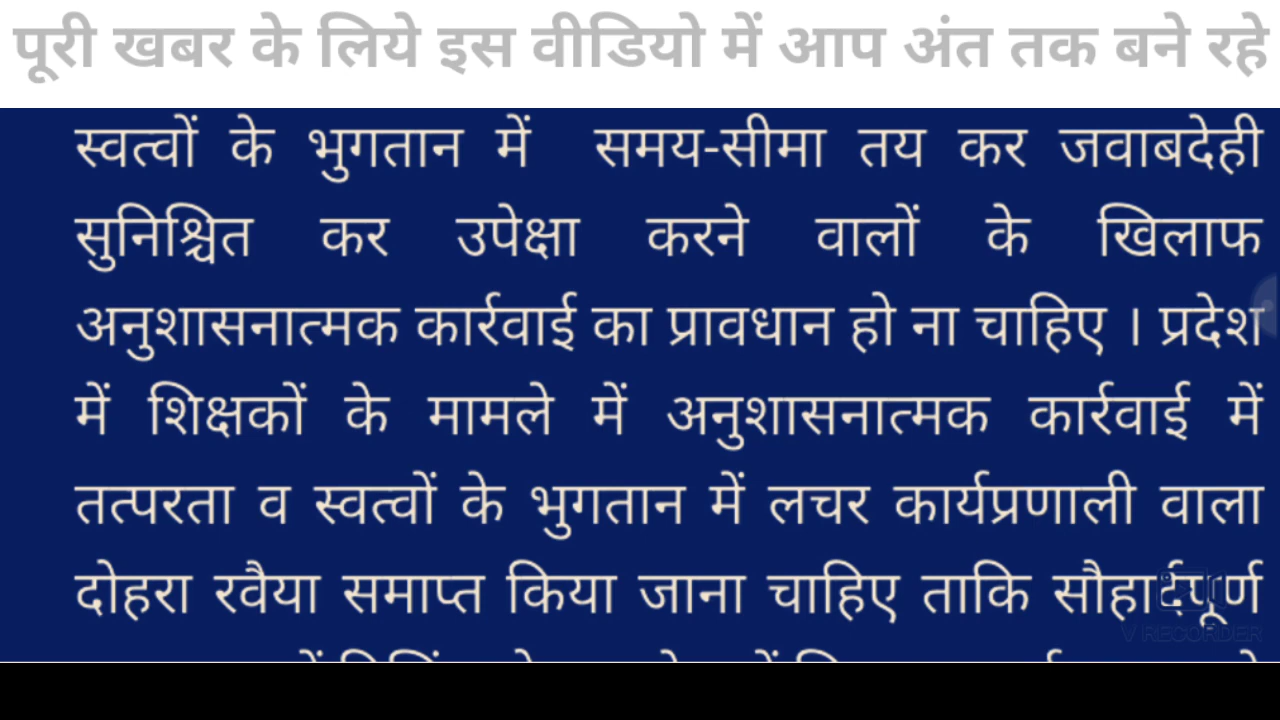 पूरी खबर के लिये इस वीडियो में आप अंत तक बने रहे
स्वत्वों के भुगतान में समय-सीमा तय कर जवाबदेही
सुनिश्चित कर उपेक्षा करने वालों के खिलाफ
अनुशासनात्मक कार्रवाई का प्रावधान हो ना चाहिए । प्रदेश
में शिक्षकों के मामले में अनुशासनात्मक कार्रवाई में
तत्परता व स्वत्वों के भुगतान में लचर कार्यप्रणाली वाला
दोहरा रवैया समाप्त किया जाना चाहिए ताकि सौहार्दपूर्ण
V RECORDER